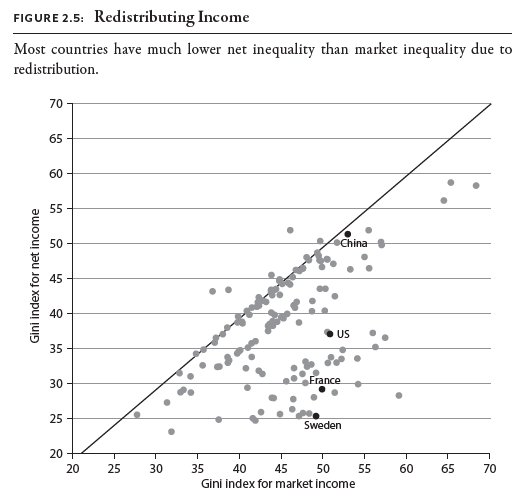 FIGURE 2.5: Redistributing Income
Most countries have much lower net inequality than market inequality due to
redistribution.
70
65
60
55
50
45
40
35
30
25
20
Gini index for net income
China
US
France
Sweden
20 25 30 35 40 45 50 55 60 65 70
Gini index for market income